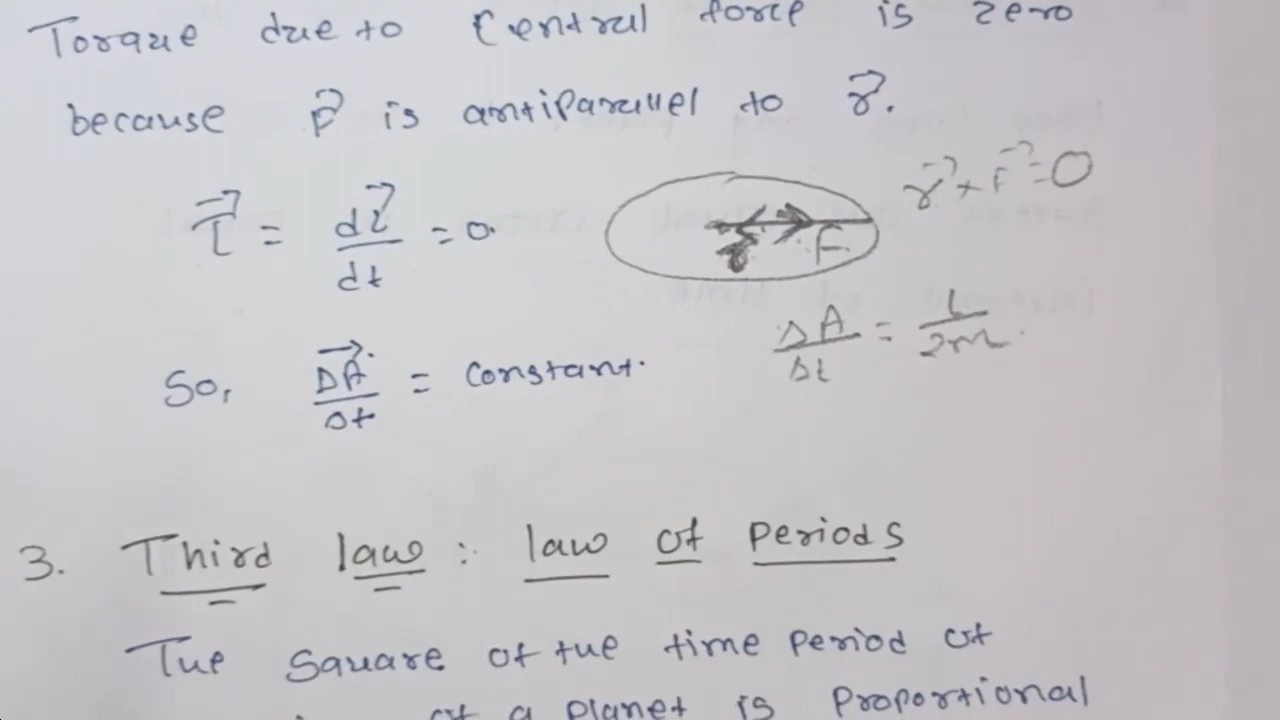 Torque due to Central force is zero
because F⃗ is antiparallel to r⃗.
r⃗ × F⃗ = 0
τ⃗ = dl⃗/dt = 0
F
ΔA/Δt = L/2m.
So, ΔA⃗/Δt = constant.
3. Third law : law of Periods
The square of the time period of
of a planet is proportional